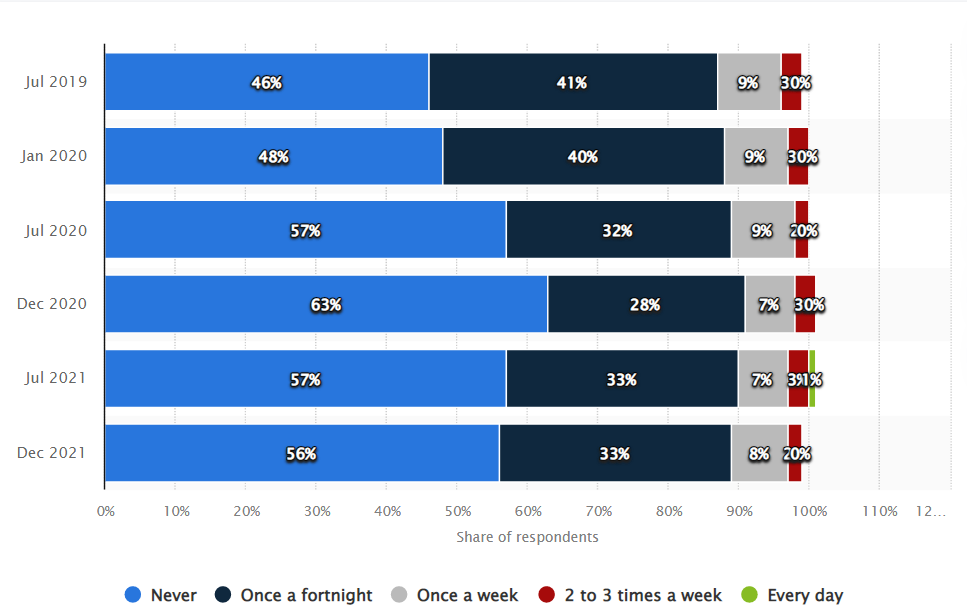 Jul 2019 46% 41% 9% 30%
Jan 2020 48% 40% 9% 30%
Jul 2020 57% 32% 9% 20%
Dec 2020 63% 28% 7% 30%
Jul 2021 57% 33% 7% 3% 1%
Dec 2021 56% 33% 8% 20%
0% 10% 20% 30% 40% 50% 60% 70% 80% 90% 100% 110% 12...
Share of respondents
Never Once a fortnight Once a week 2 to 3 times a week Every day